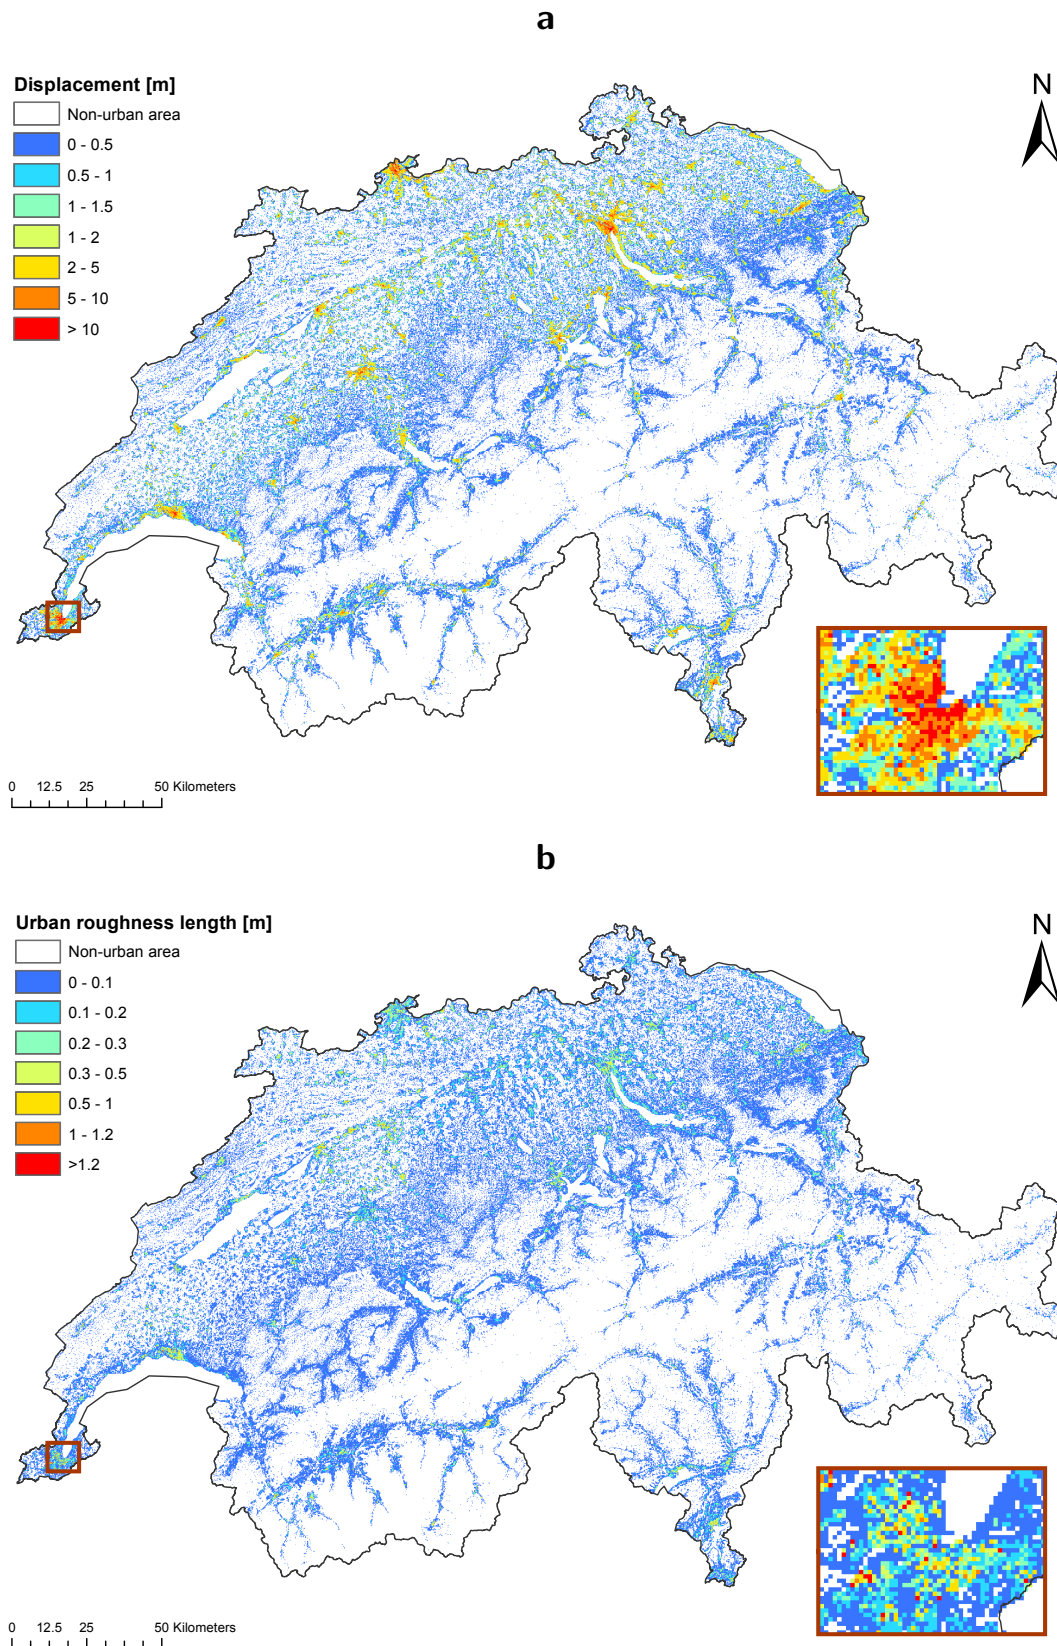 a
Displacement [m]
Non-urban area
0 - 0.5
0.5 - 1
1 - 1.5
1 - 2
2 - 5
5 - 10
> 10
N
0 12.5 25 50 Kilometers
b
Urban roughness length [m]
Non-urban area
0 - 0.1
0.1 - 0.2
0.2 - 0.3
0.3 - 0.5
0.5 - 1
1 - 1.2
>1.2
N
0 12.5 25 50 Kilometers